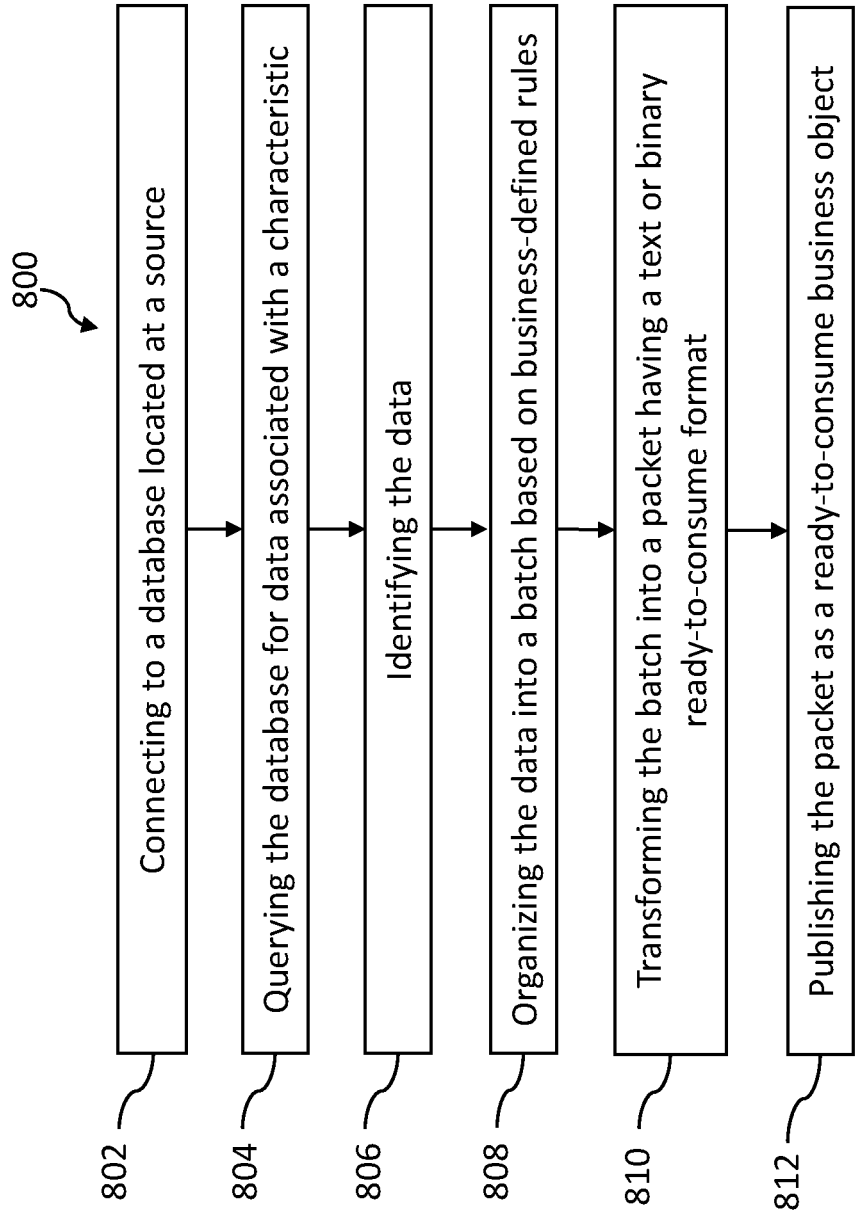 800
802
Connecting to a database located at a source
804
Querying the database for data associated with a characteristic
806
Identifying the data
808
Organizing the data into a batch based on business-defined rules
810
Transforming the batch into a packet having a text or binary
ready-to-consume format
812
Publishing the packet as a ready-to-consume business object